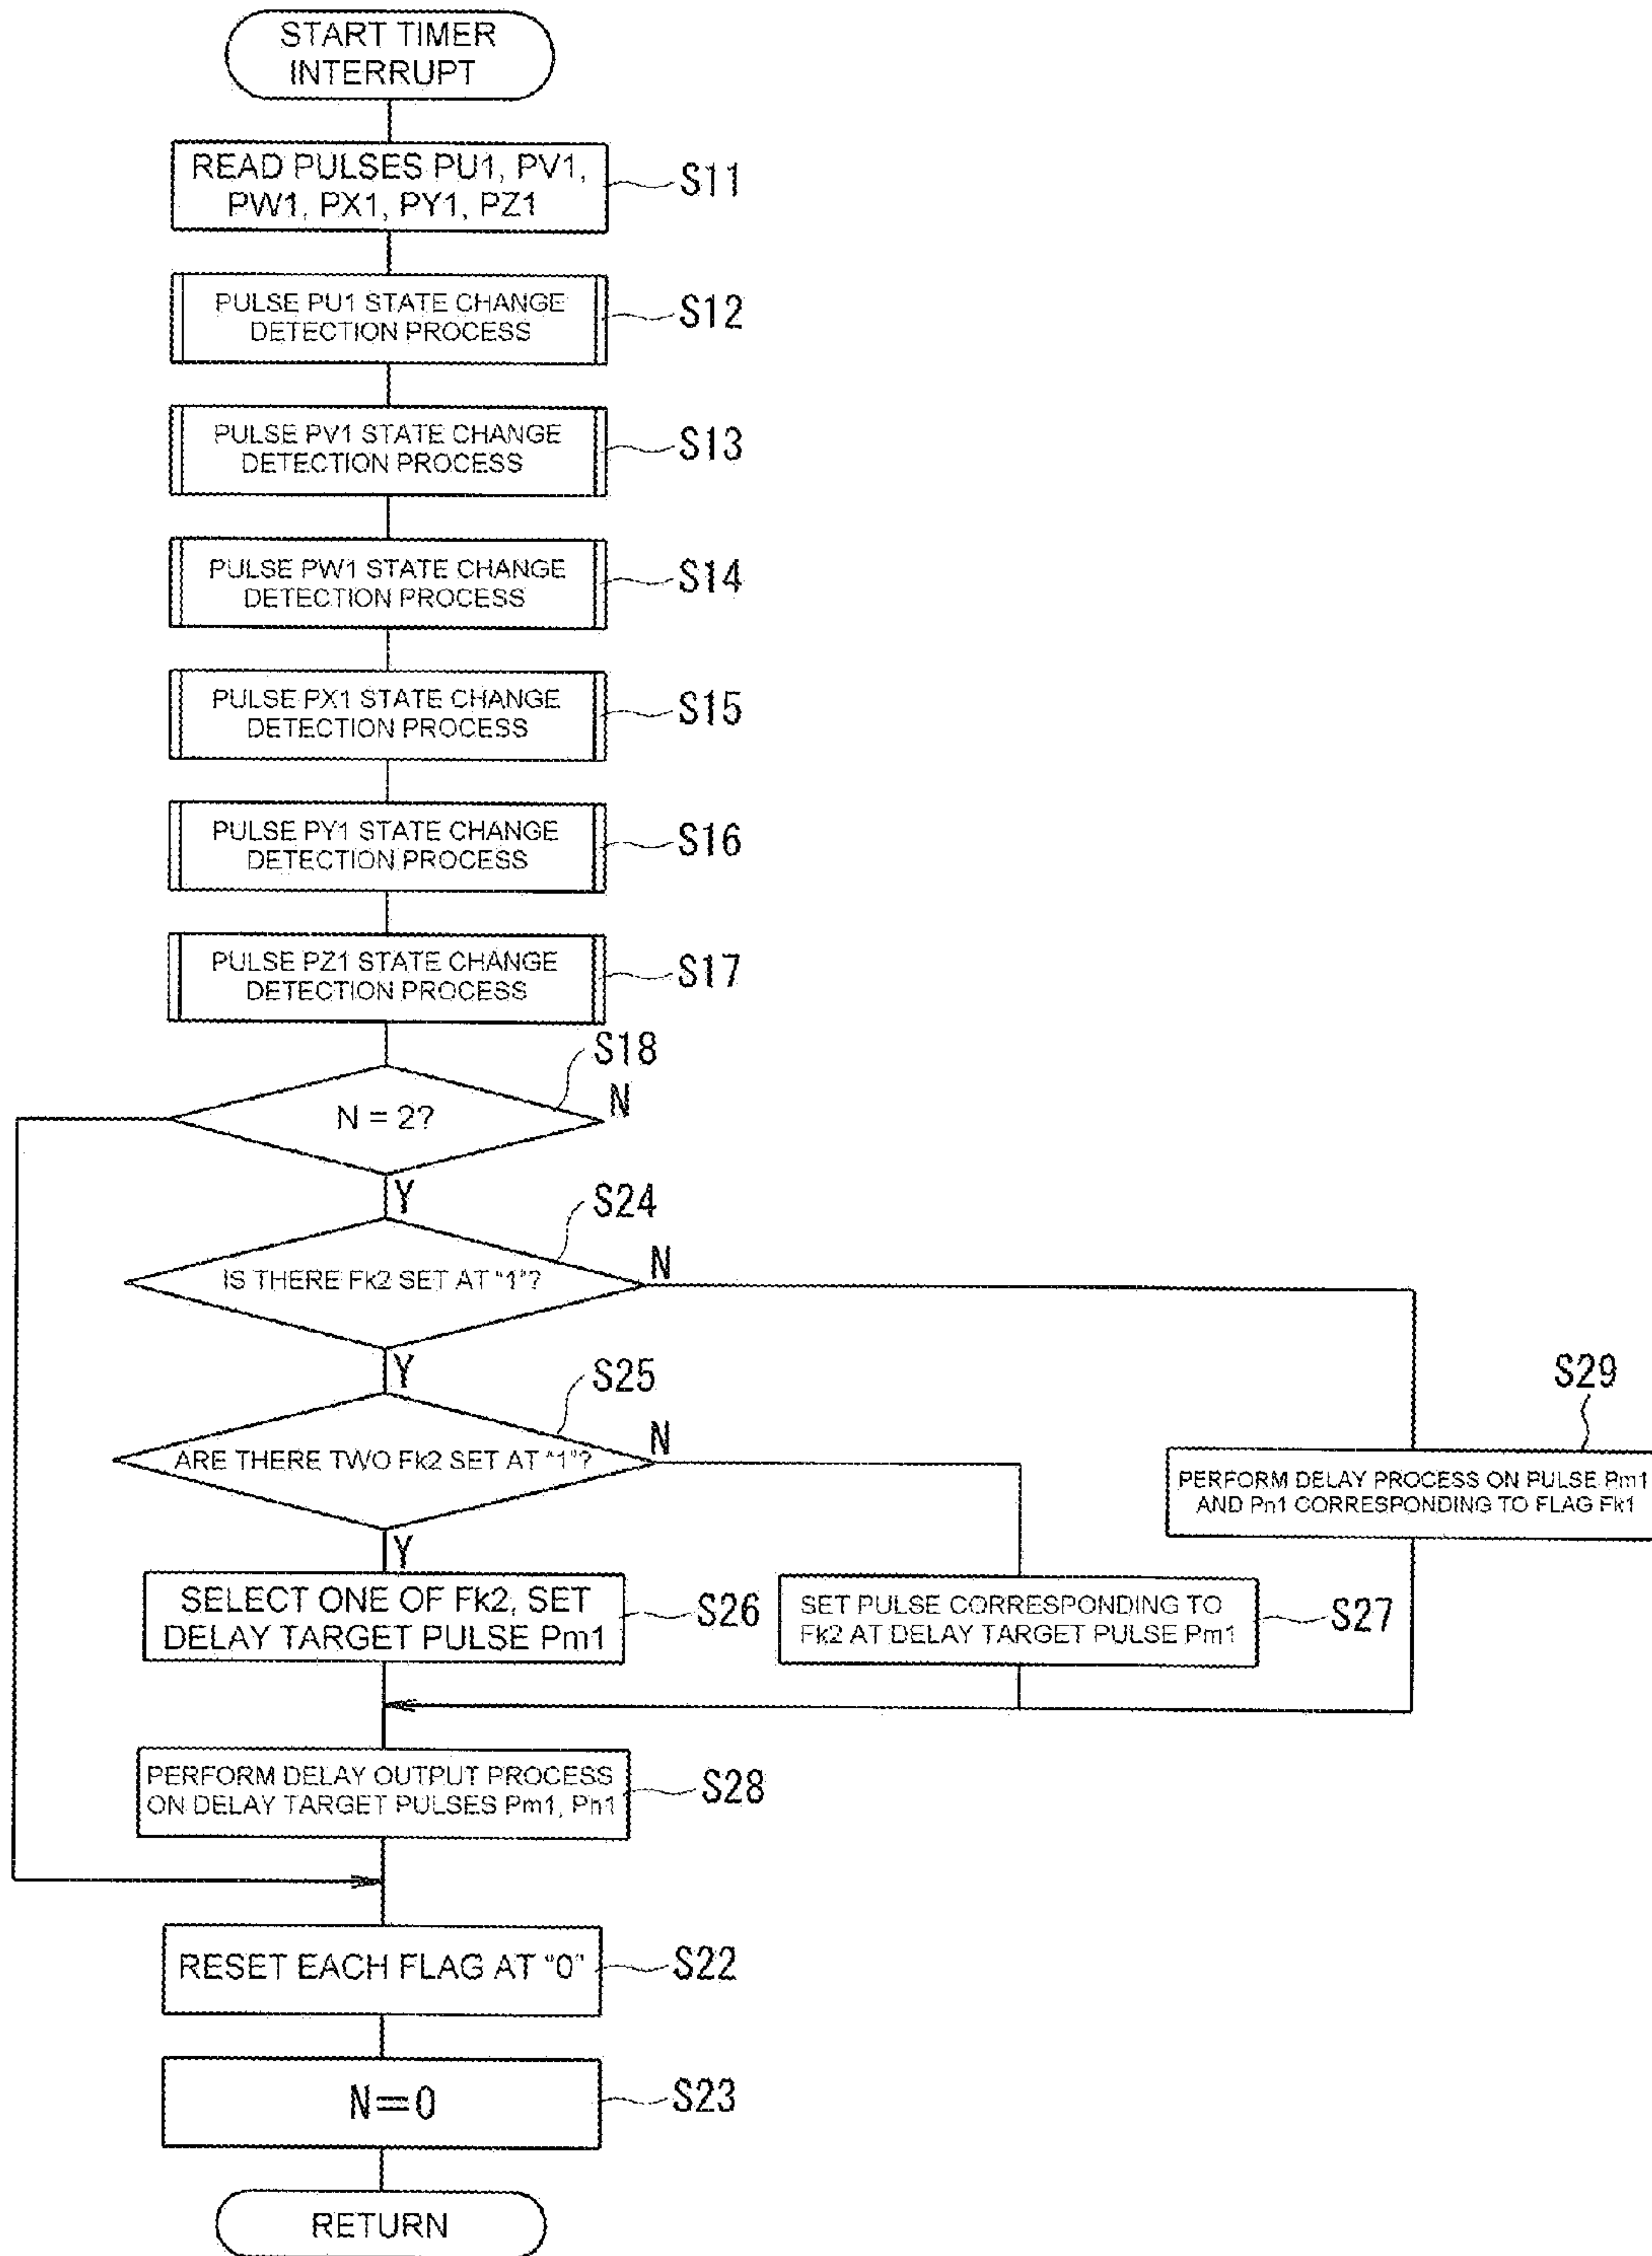 START TIMER
INTERRUPT
READ PULSES PU1, PV1,
PW1, PX1, PY1, PZ1
S11
PULSE PU1 STATE CHANGE
DETECTION PROCESS
S12
PULSE PV1 STATE CHANGE
DETECTION PROCESS
S13
PULSE PW1 STATE CHANGE
DETECTION PROCESS
S14
PULSE PX1 STATE CHANGE
DETECTION PROCESS
S15
PULSE PY1 STATE CHANGE
DETECTION PROCESS
S16
PULSE PZ1 STATE CHANGE
DETECTION PROCESS
S17
S18
N = 2?
N
Y
S24
IS THERE Fk2 SET AT "1"?
N
Y
S25
ARE THERE TWO Fk2 SET AT "1"?
N
Y
S29
PERFORM DELAY PROCESS ON PULSE Pm1
AND Pn1 CORRESPONDING TO FLAG Fk1
SELECT ONE OF Fk2, SET
DELAY TARGET PULSE Pm1
S26
SET PULSE CORRESPONDING TO
Fk2 AT DELAY TARGET PULSE Pm1
S27
PERFORM DELAY OUTPUT PROCESS
ON DELAY TARGET PULSES Pm1, Pn1
S28
RESET EACH FLAG AT "0"
S22
N=0
S23
RETURN